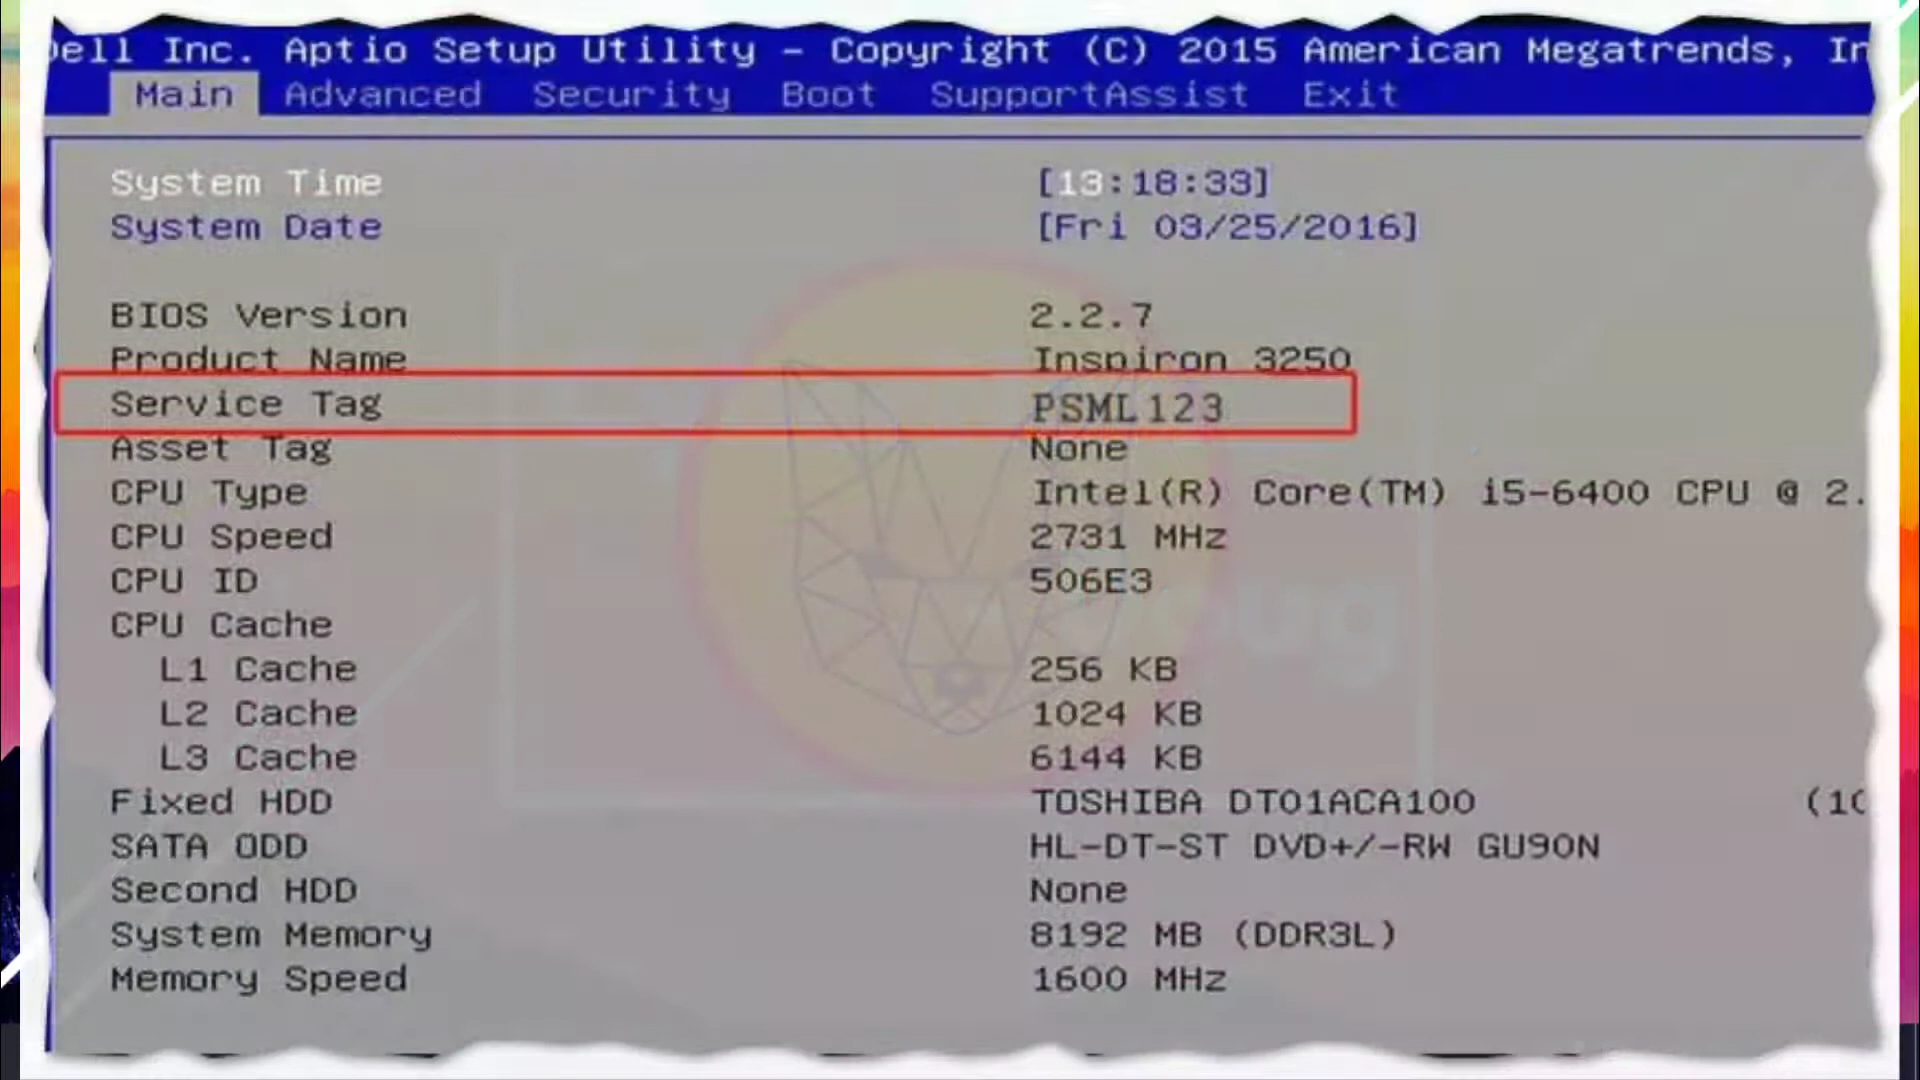 Dell Inc. Aptio Setup Utility - Copyright (C) 2015 American Megatrends,
Main Advanced Security Boot SupportAssist Exit
System Time [13:18:33]
System Date [Fri 03/25/2016]
BIOS Version 2.2.7
Product Name Inspiron 3250
Service Tag PSML123
Asset Tag None
CPU Type Intel(R) Core(TM) i5-6400 CPU @ 2.
CPU Speed 2731 MHz
CPU ID 506E3
CPU Cache
L1 Cache 256 KB
L2 Cache 1024 KB
L3 Cache 6144 KB
Fixed HDD TOSHIBA DT01ACA100
SATA ODD HL-DT-ST DVD+/-RW GU90N
Second HDD None
System Memory 8192 MB (DDR3L)
Memory Speed 1600 MHz